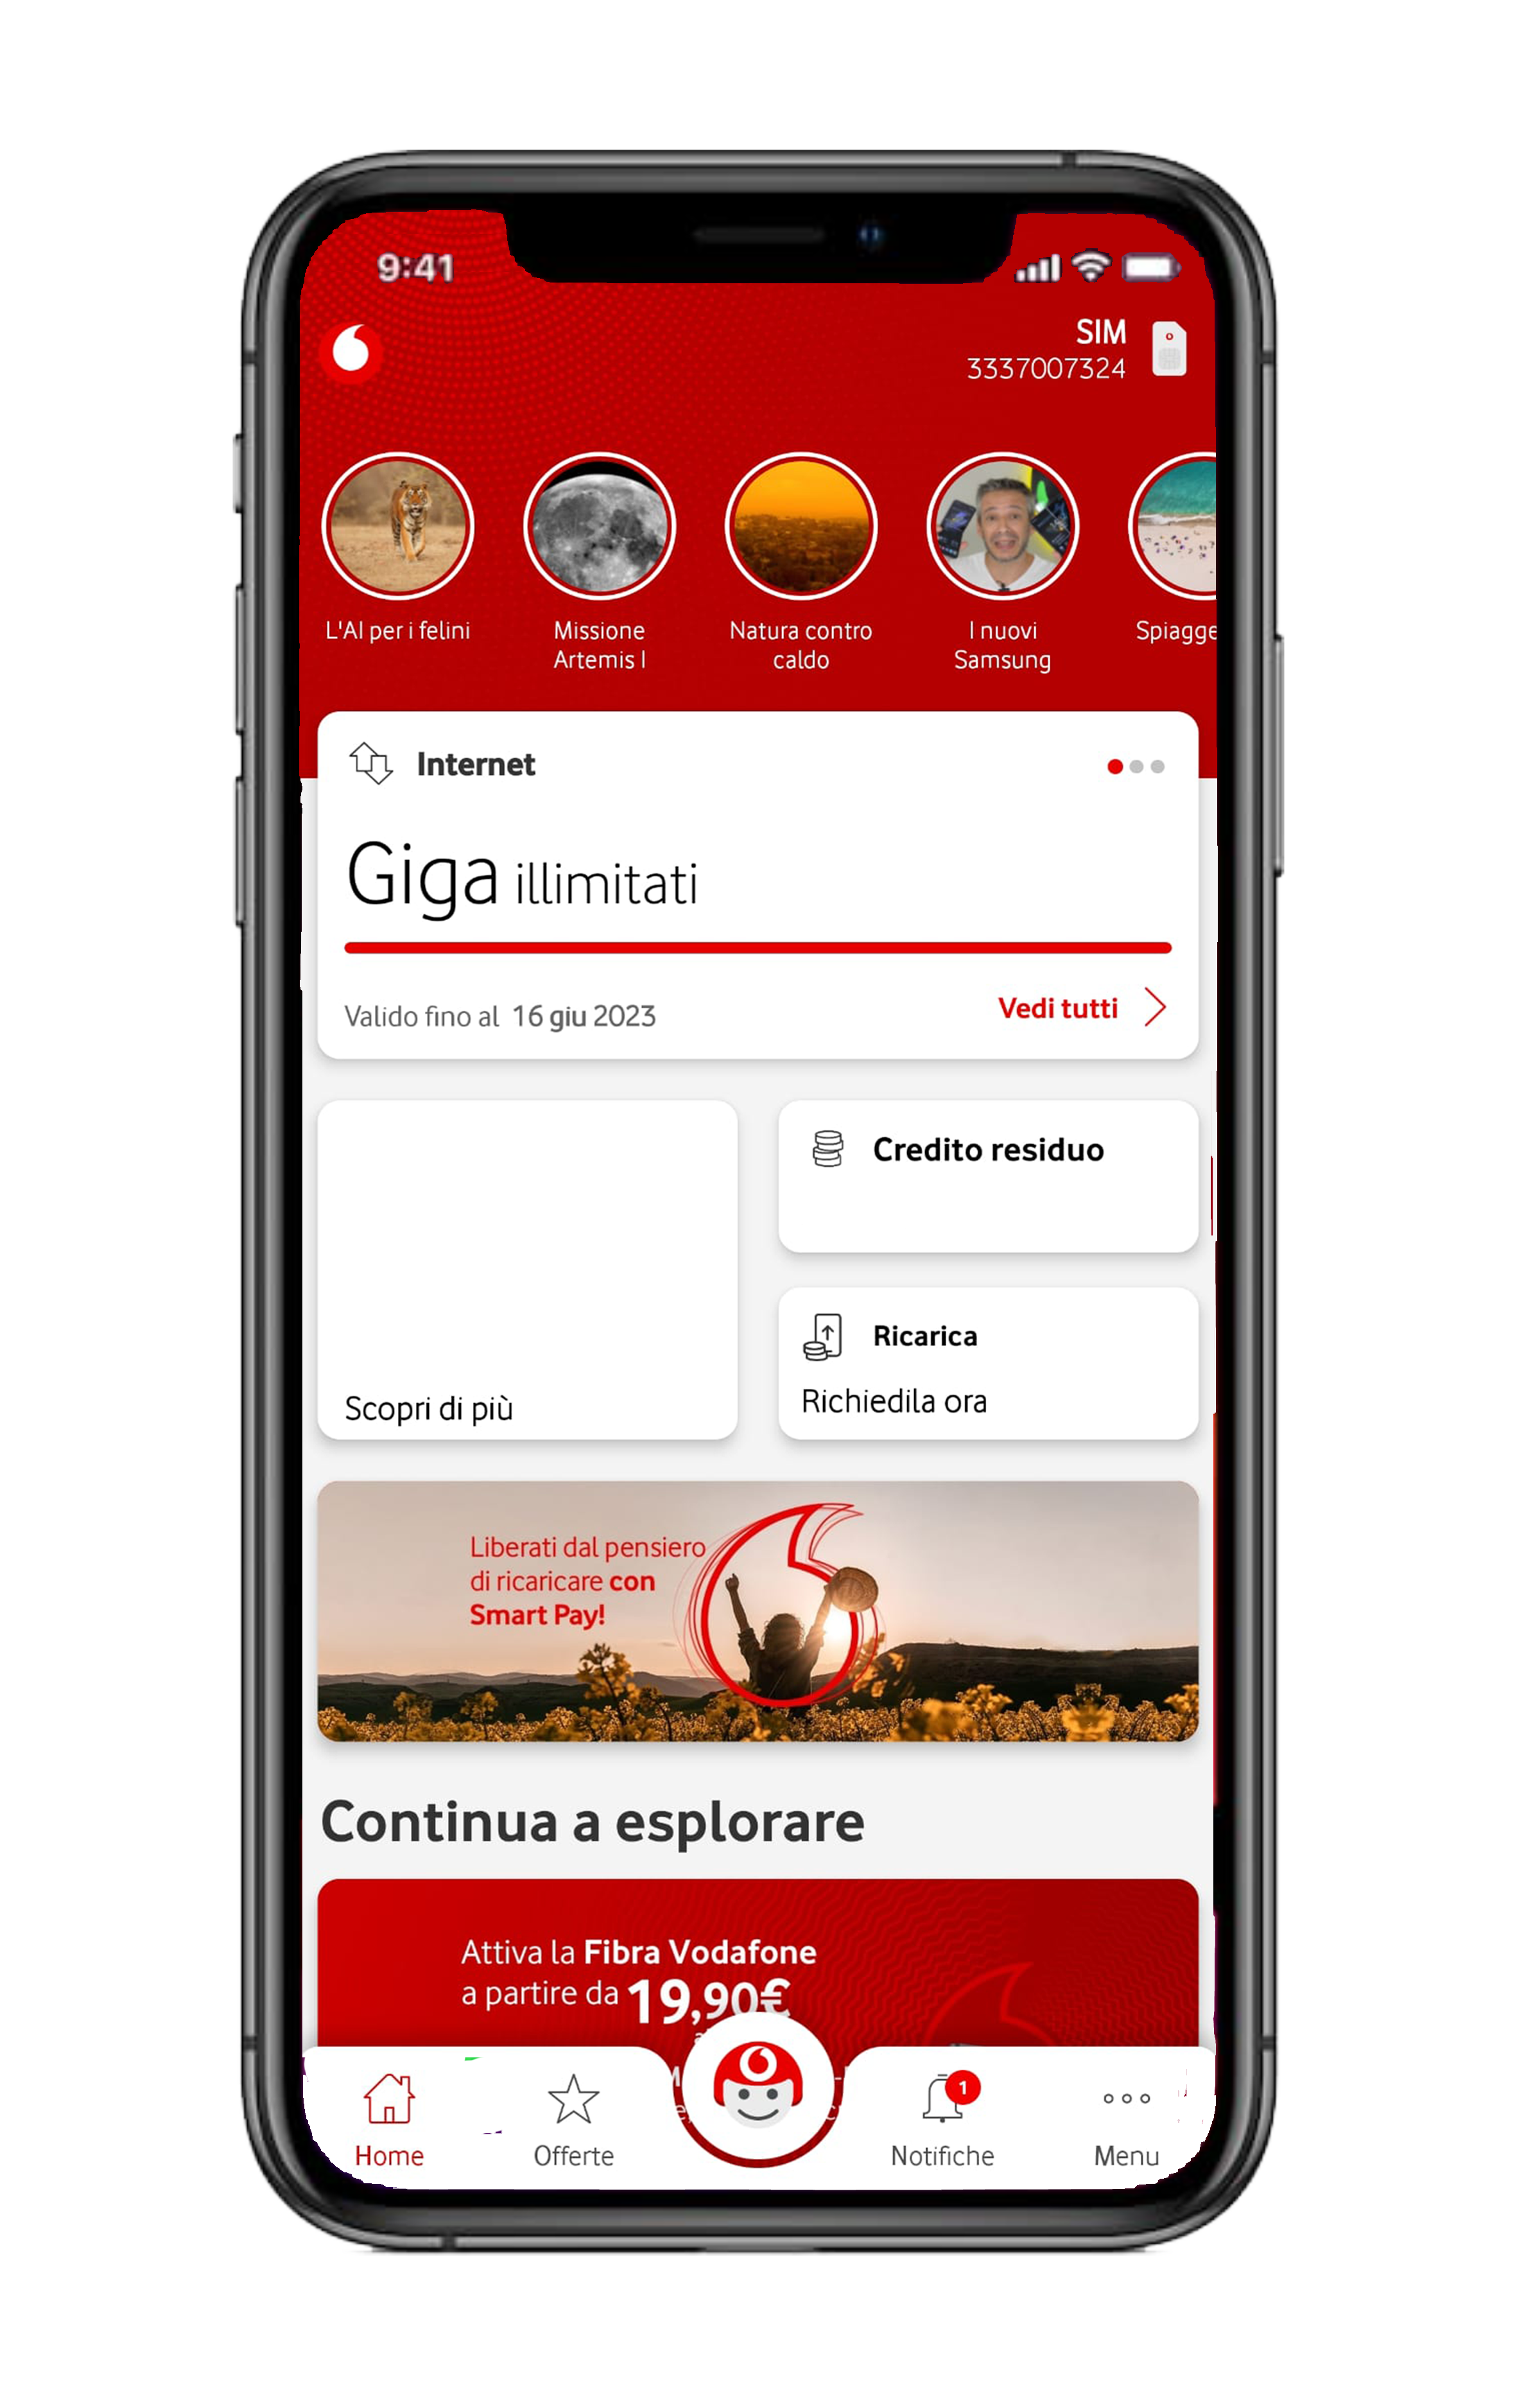 9:41
SIM
3337007324
L'AI per i felini
Missione
Artemis I
Natura contro
caldo
I nuovi
Samsung
Spiagge
Internet
Giga illimitati
Valido fino al 16 giu 2023
Vedi tutti
Credito residuo
Ricarica
Richiedila ora
Scopri di più
Liberati dal pensiero
di ricaricare con
Smart Pay!
Continua a esplorare
Attiva la Fibra Vodafone
a partire da 19,90€
1
Home
Offerte
Notifiche
Menu